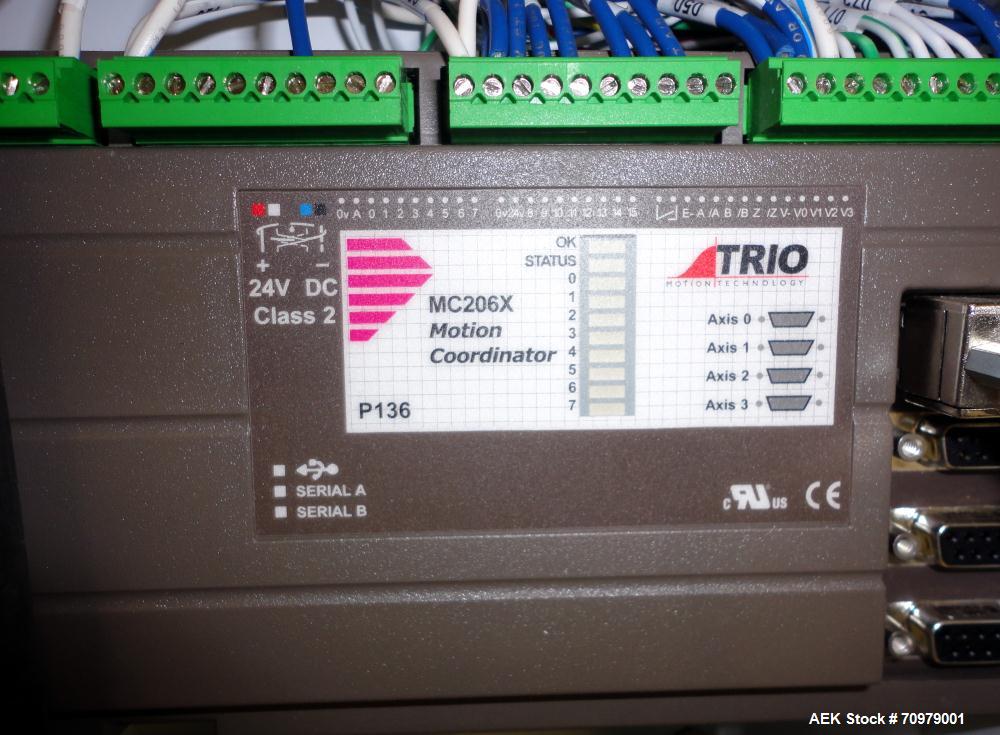 0v A 0 1 2 3 4 5 6 7 0v 24v 8 9 10 11 12 13 14 15 E- A /A B /B Z /Z V- V0 V1 V2 V3
+ −
24V DC
Class 2
OK
STATUS
0
1
2
3
4
5
6
7
MC206X
Motion
Coordinator
P136
TRIO
MOTION TECHNOLOGY
Axis 0
Axis 1
Axis 2
Axis 3
SERIAL A
SERIAL B
c RU US CE
AEK Stock # 70979001